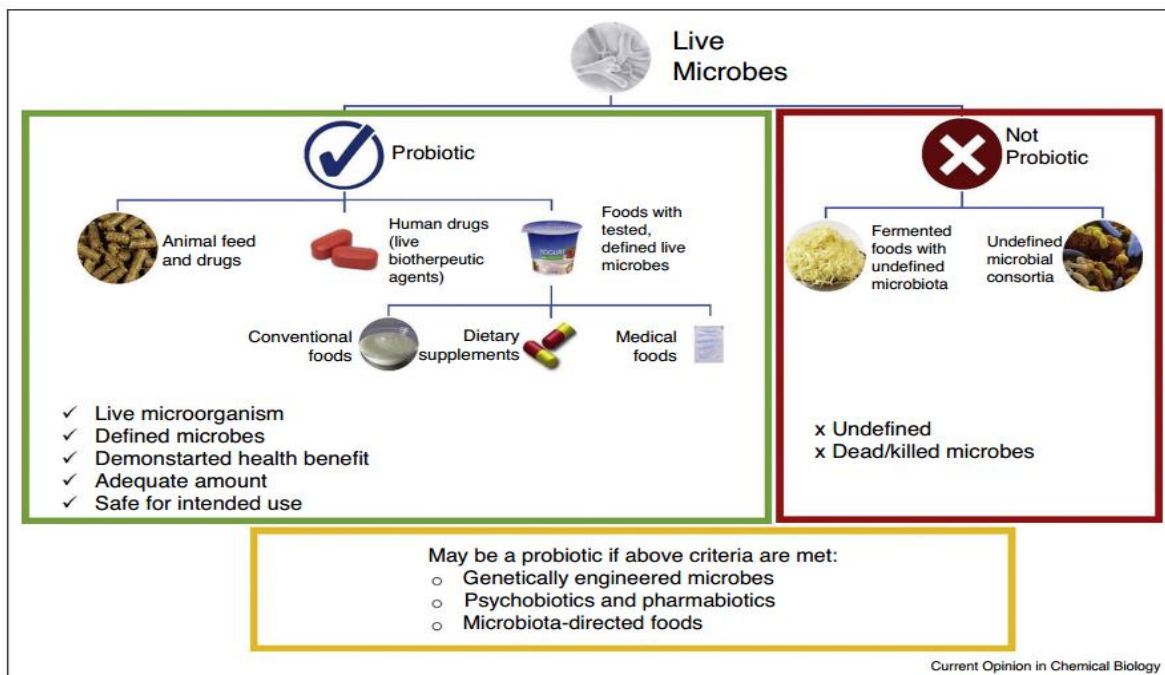 Live
Microbes
Probiotic
Not
Probiotic
Animal feed
and drugs
Human drugs
(live
biotherpeutic
agents)
YOGURT
Foods with
tested,
defined live
microbes
Fermented
foods with
undefined
microbiota
Undefined
microbial
consortia
Conventional
foods
Dietary
supplements
Medical
foods
✓ Live microorganism
✓ Defined microbes
✓ Demonstarted health benefit
✓ Adequate amount
✓ Safe for intended use
x Undefined
x Dead/killed microbes
May be a probiotic if above criteria are met:
o Genetically engineered microbes
o Psychobiotics and pharmabiotics
o Microbiota-directed foods
Current Opinion in Chemical Biology